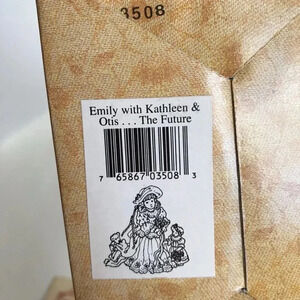 3508
Emily with Kathleen &
Otis . . . The Future
7 65867 03508 3